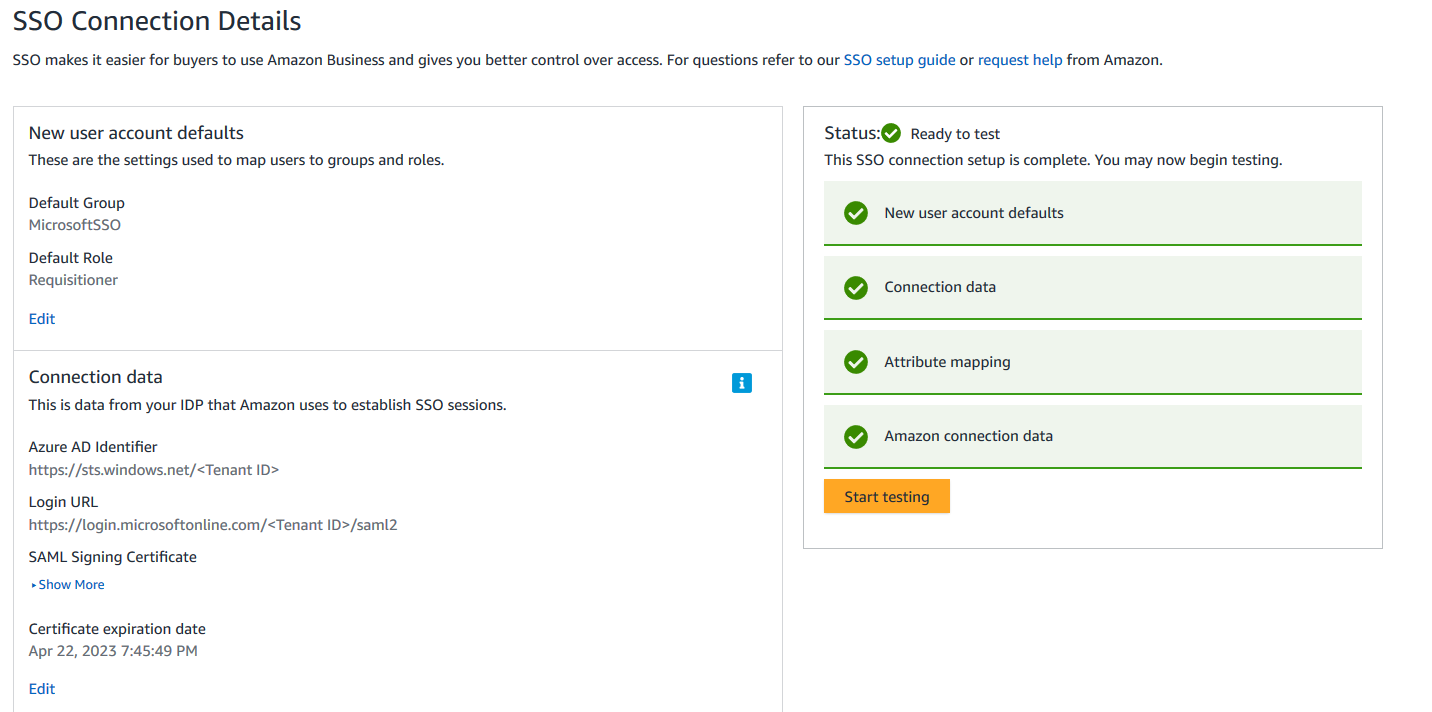 SSO Connection Details
SSO makes it easier for buyers to use Amazon Business and gives you better control over access. For questions refer to our SSO setup guide or request help from Amazon.
New user account defaults
These are the settings used to map users to groups and roles.
Default Group
MicrosoftSSO
Default Role
Requisitioner
Edit
Connection data
This is data from your IDP that Amazon uses to establish SSO sessions.
Azure AD Identifier
https://sts.windows.net/<Tenant ID>
Login URL
https://login.microsoftonline.com/<Tenant ID>/saml2
SAML Signing Certificate
Show More
Certificate expiration date
Apr 22, 2023 7:45:49 PM
Edit
Status: Ready to test
This SSO connection setup is complete. You may now begin testing.
New user account defaults
Connection data
Attribute mapping
Amazon connection data
Start testing